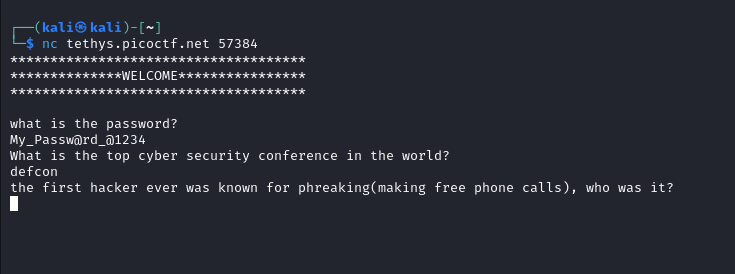 ┌──(kali㉿kali)-[~]
└─$ nc tethys.picoctf.net 57384
*************************************
**************WELCOME****************
*************************************
what is the password?
My_Passw@rd_@1234
What is the top cyber security conference in the world?
defcon
the first hacker ever was known for phreaking(making free phone calls), who was it?